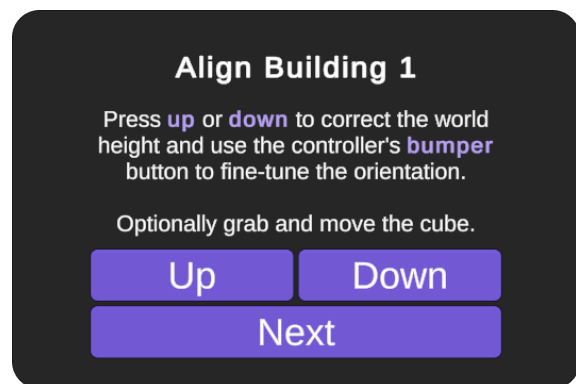 Align Building 1
Press up or down to correct the world
height and use the controller's bumper
button to fine-tune the orientation.
Optionally grab and move the cube.
Up
Down
Next